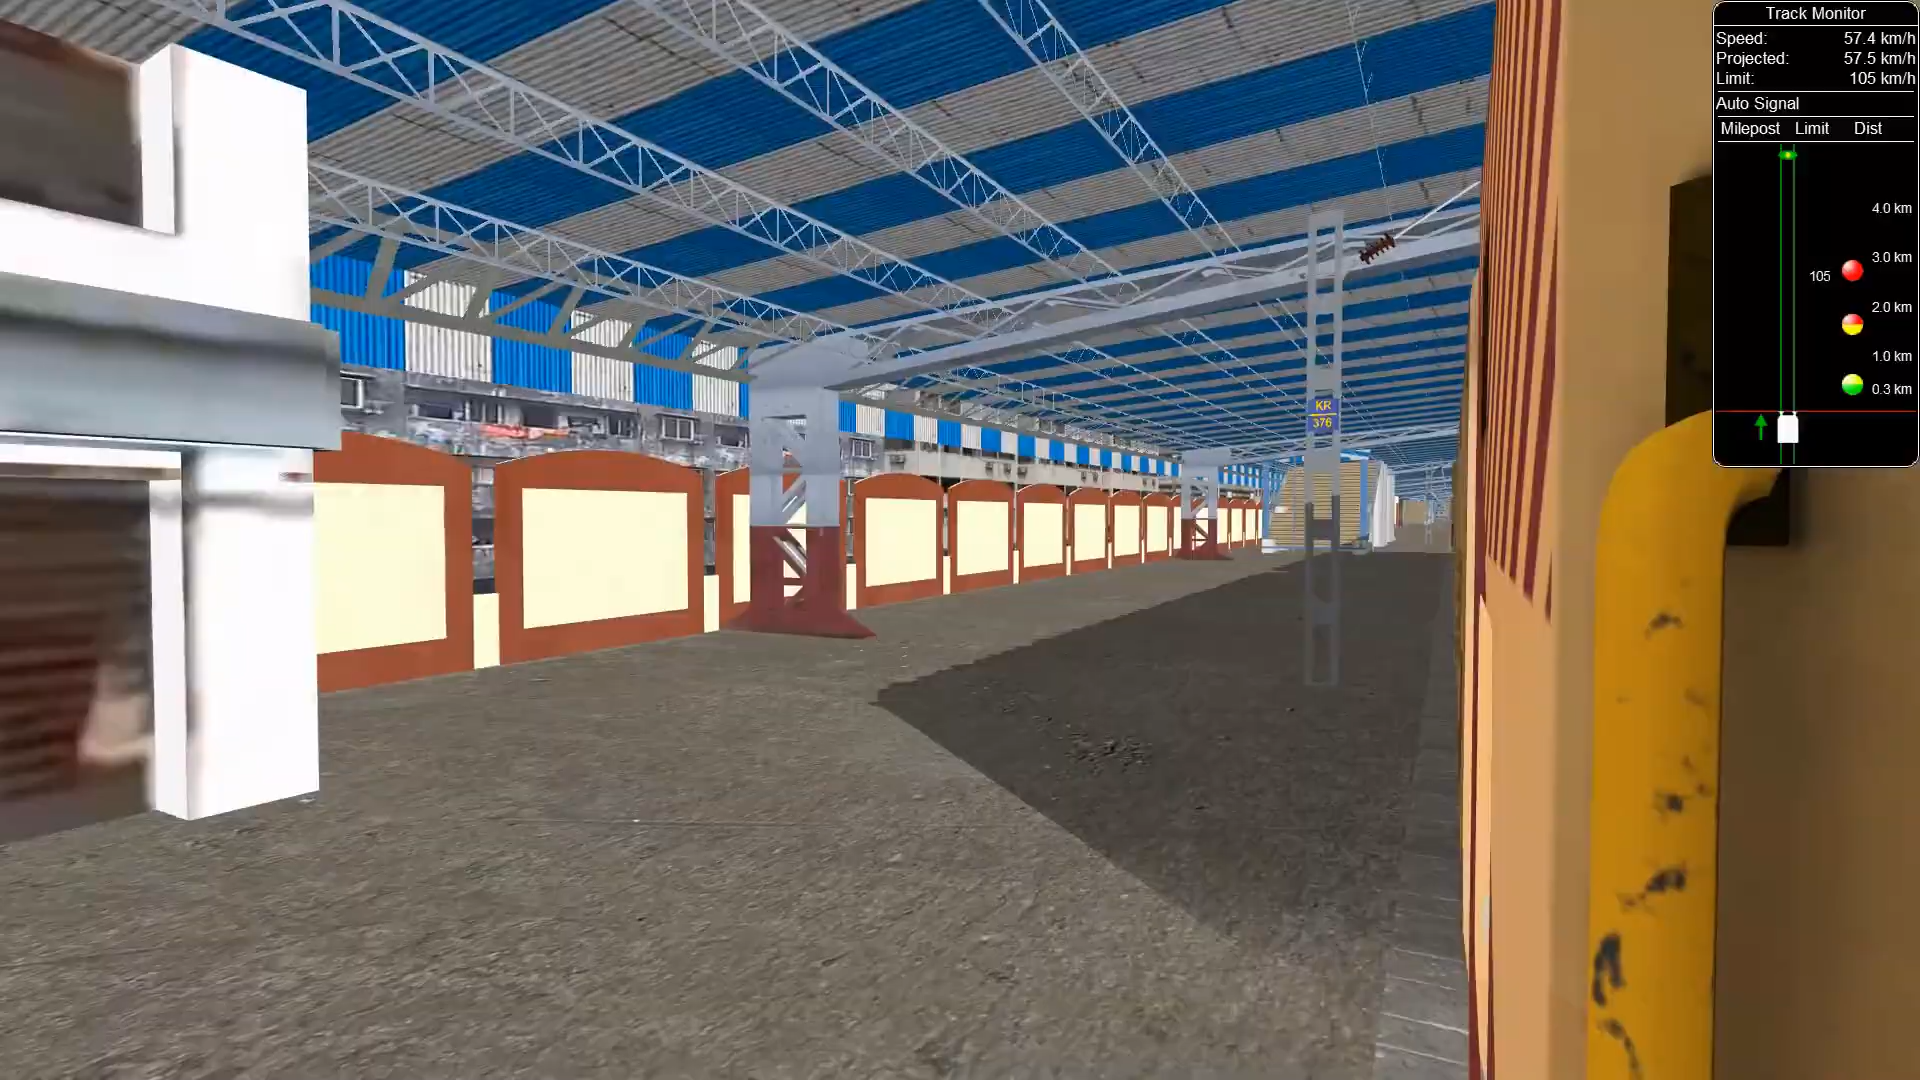 Track Monitor
Speed: 57.4 km/h
Projected: 57.5 km/h
Limit: 105 km/h
Auto Signal
Milepost Limit Dist
4.0 km
3.0 km
105
2.0 km
1.0 km
0.3 km
KR
376